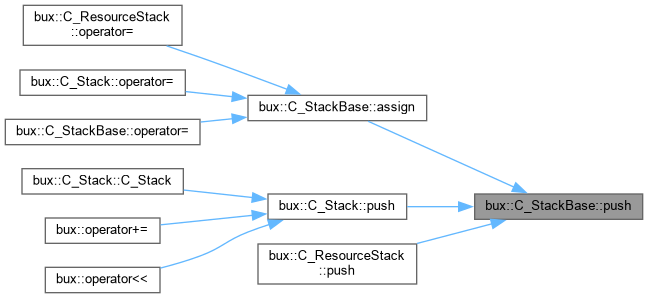 bux::C_ResourceStack
::operator=
bux::C_Stack::operator=
bux::C_StackBase::operator=
bux::C_StackBase::assign
bux::C_Stack::C_Stack
bux::operator+=
bux::operator<<
bux::C_Stack::push
bux::C_ResourceStack
::push
bux::C_StackBase::push